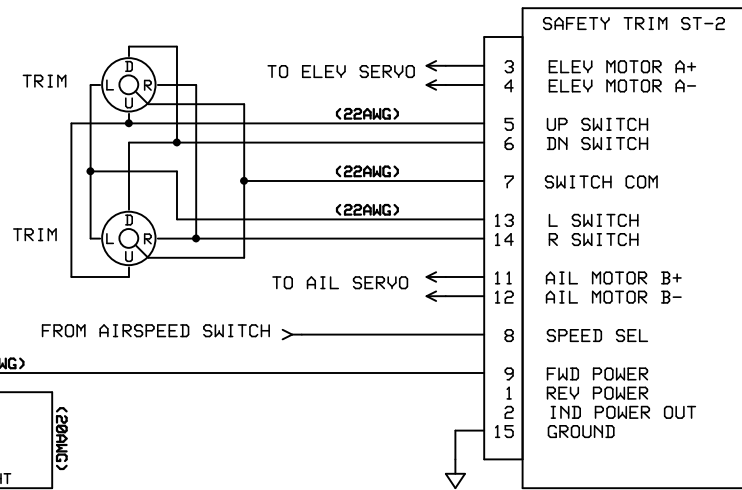 SAFETY TRIM ST-2
TRIM
D
L R
U
TO ELEV SERVO
3 ELEV MOTOR A+
4 ELEV MOTOR A-
(22AWG)
5 UP SWITCH
6 DN SWITCH
(22AWG)
7 SWITCH COM
(22AWG)
13 L SWITCH
14 R SWITCH
TRIM
D
L R
U
TO AIL SERVO
11 AIL MOTOR B+
12 AIL MOTOR B-
FROM AIRSPEED SWITCH
8 SPEED SEL
WG)
9 FWD POWER
1 REV POWER
2 IND POWER OUT
15 GROUND
(20AWG)
HT